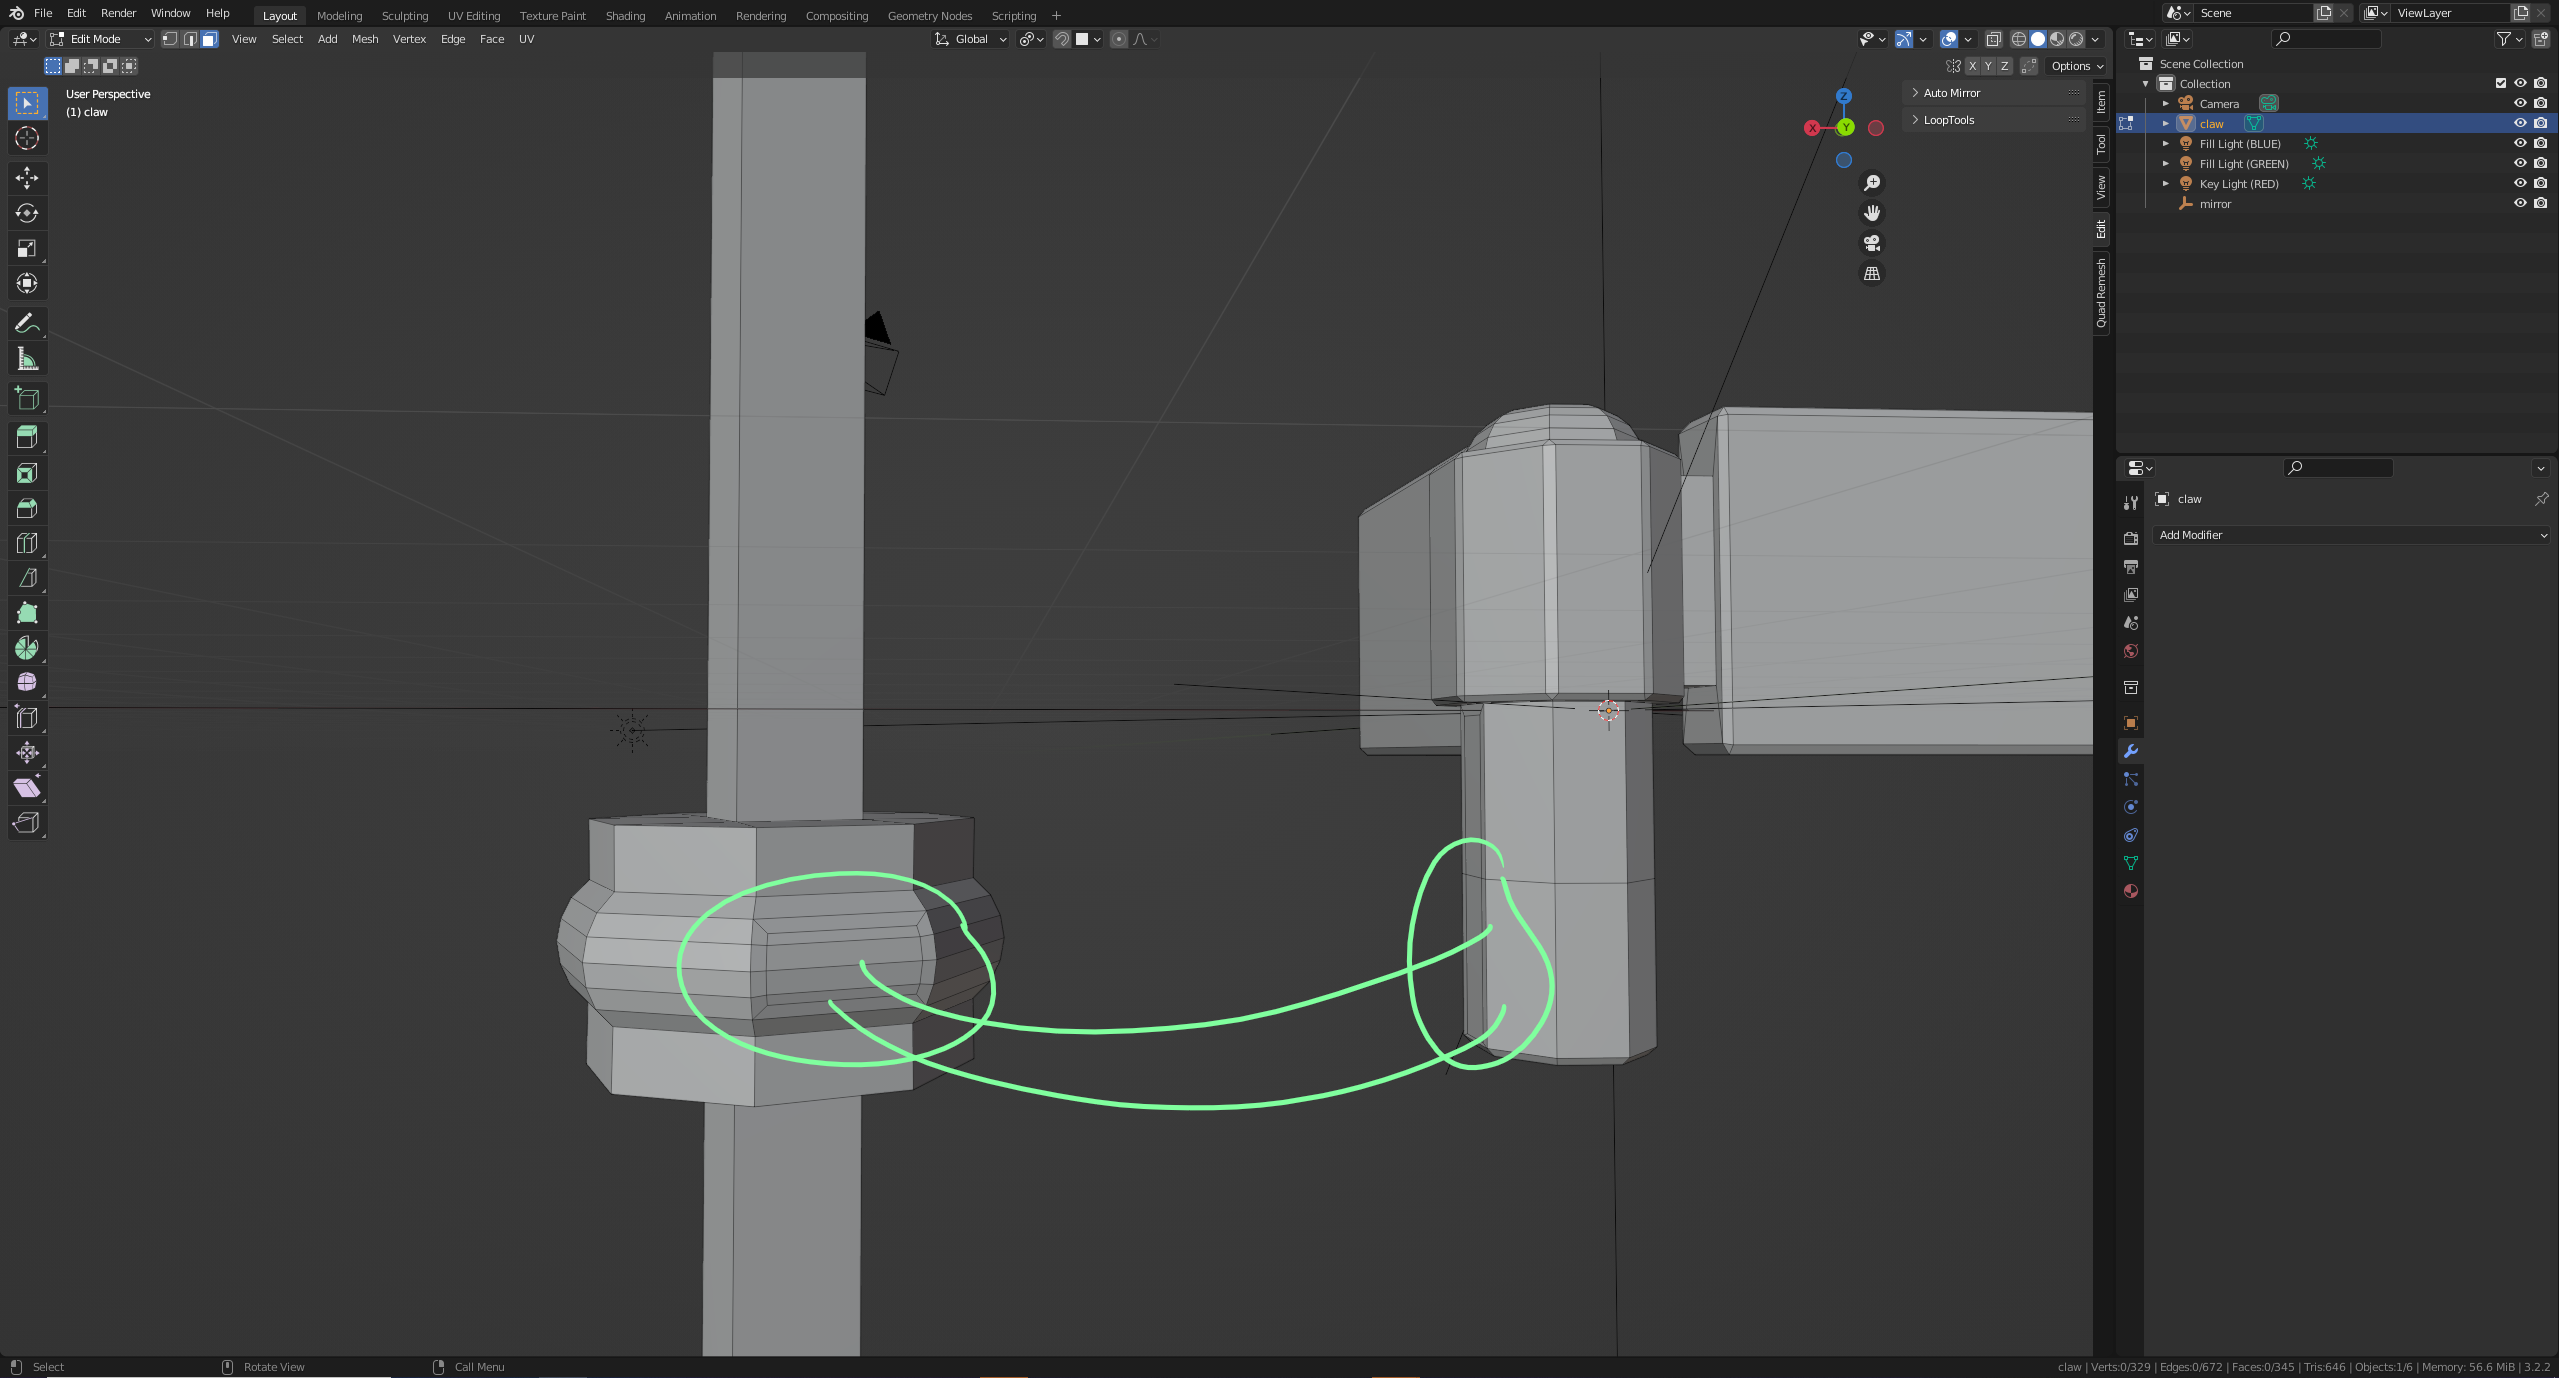 File Edit Render Window Help Layout Modeling Sculpting UV Editing Texture Paint Shading Animation Rendering Compositing Geometry Nodes Scripting + Scene ViewLayer
Edit Mode View Select Add Mesh Vertex Edge Face UV Global
X Y Z Options
User Perspective
(1) claw
Auto Mirror
LoopTools
Z
X
Y
Item
Tool
View
Edit
Quad Remesh
Scene Collection
Collection
Camera
claw
Fill Light (BLUE)
Fill Light (GREEN)
Key Light (RED)
mirror
claw
Add Modifier
Select Rotate View Call Menu claw | Verts:0/329 | Edges:0/672 | Faces:0/345 | Tris:646 | Objects:1/6 | Memory: 56.6 MiB | 3.2.2